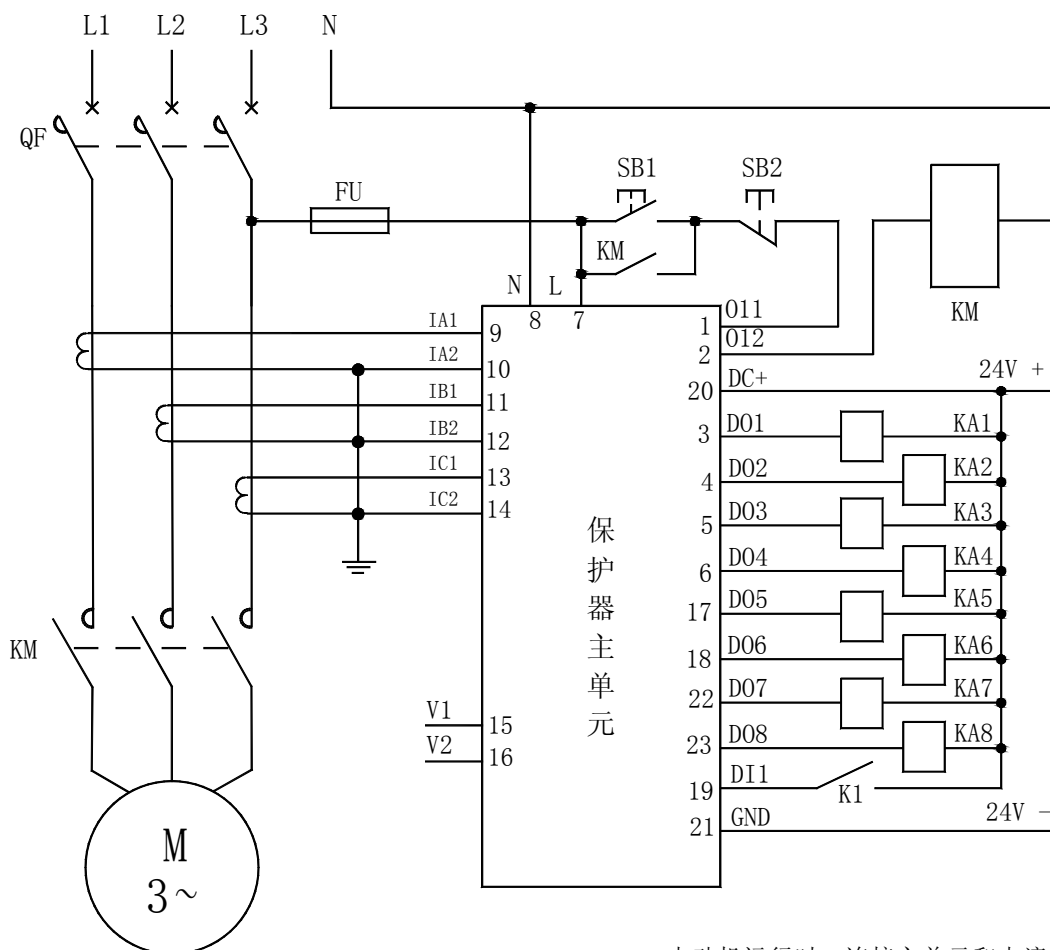 L1
L2
L3
N
QF
FU
SB1
SB2
KM
KM
N
L
8
7
IA1
9
IA2
10
IB1
11
IB2
12
IC1
13
IC2
14
O11
1
O12
2
DC+
20
24V +
DO1
3
KA1
DO2
4
KA2
DO3
5
KA3
DO4
6
KA4
DO5
17
KA5
DO6
18
KA6
DO7
22
KA7
DO8
23
KA8
DI1
19
K1
GND
21
24V -
保护器主单元
KM
V1
15
V2
16
M
3~